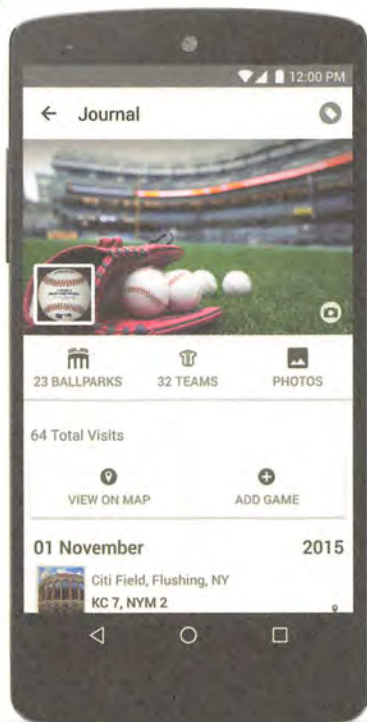 12:00 PM
Journal
23 BALLPARKS
32 TEAMS
PHOTOS
64 Total Visits
VIEW ON MAP
ADD GAME
01 November
2015
Citi Field, Flushing, NY
KC 7, NYM 2